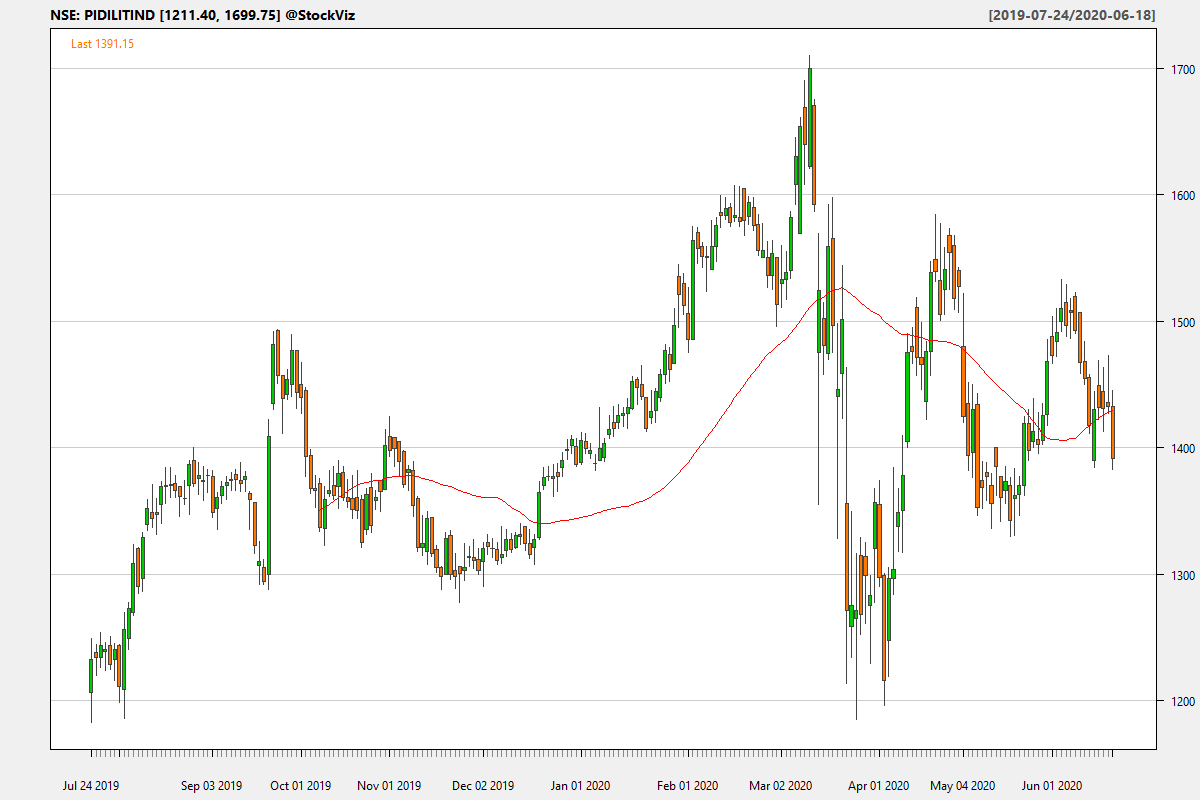 NSE: PIDILITIND [1211.40, 1699.75] @StockViz [2019-07-24/2020-06-18]
Last 1391.15
1700
1600
1500
1400
1300
1200
Jul 24 2019 Sep 03 2019 Oct 01 2019 Nov 01 2019 Dec 02 2019 Jan 01 2020 Feb 01 2020 Mar 02 2020 Apr 01 2020 May 04 2020 Jun 01 2020